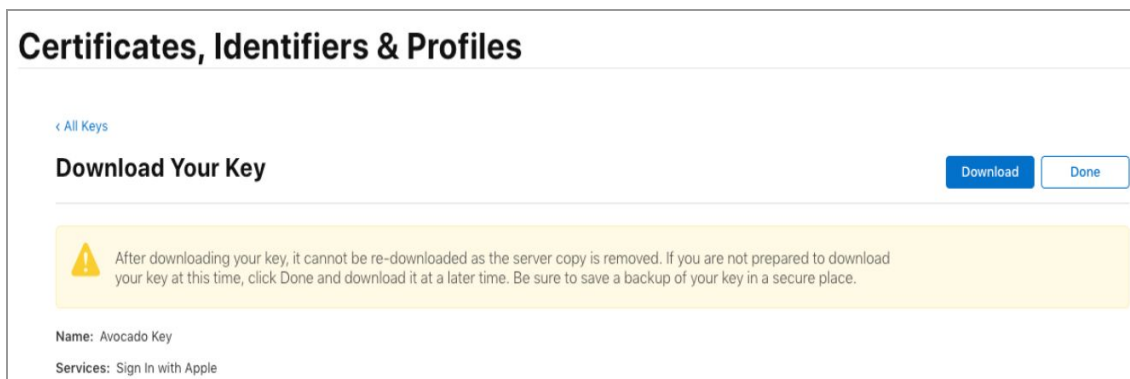 Certificates, Identifiers & Profiles
‹ All Keys
Download Your Key
Download
Done
After downloading your key, it cannot be re-downloaded as the server copy is removed. If you are not prepared to download
your key at this time, click Done and download it at a later time. Be sure to save a backup of your key in a secure place.
Name: Avocado Key
Services: Sign In with Apple